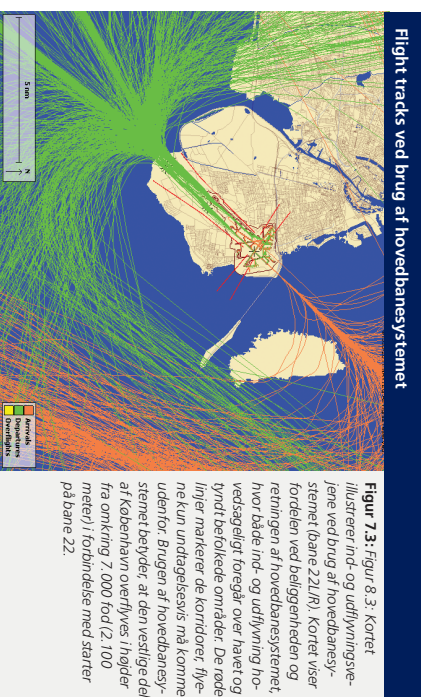 Flight tracks ved brug af hovedbanesystemet
5 nm
N
Arrivals
Departures
Overflights
Figur 7.3: Figur 8.3: Kortet
illustrerer ind- og udflyvningsve-
jene ved brug af hovedbanesy-
stemet (bane 22L/R). Kortet viser
fordelen ved beliggenheden og
retningen af hovedbanesystemet,
hvor både ind- og udflyvning ho-
vedsageligt foregår over havet og
tyndt befolkede områder. De røde
linjer markerer de korridorer, flye-
ne kun undtagelsesvis må komme
udenfor. Brugen af hovedbanesy-
stemet betyder, at den vestlige del
af København overflyves i højder
fra omkring 7.000 fod (2.100
meter) i forbindelse med starter
på bane 22.